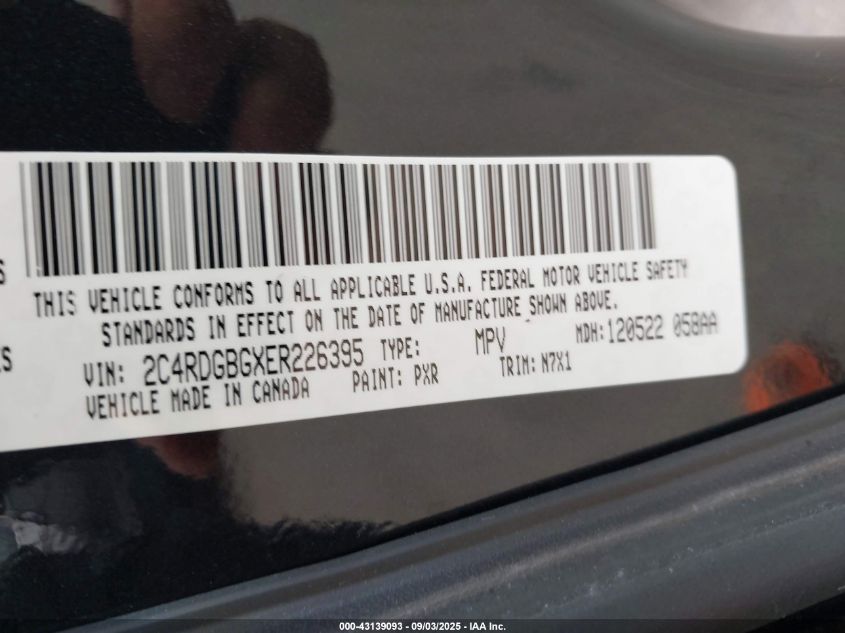 S
THIS VEHICLE CONFORMS TO ALL APPLICABLE U.S.A. FEDERAL MOTOR VEHICLE SAFETY
STANDARDS IN EFFECT ON THE DATE OF MANUFACTURE SHOWN ABOVE.
ES
VIN: 2C4RDGBGXER226395 TYPE: MPV MDH:120522 058AA
VEHICLE MADE IN CANADA PAINT: PXR TRIM: N7X1
000-43139093 - 09/03/2025 - IAA Inc.